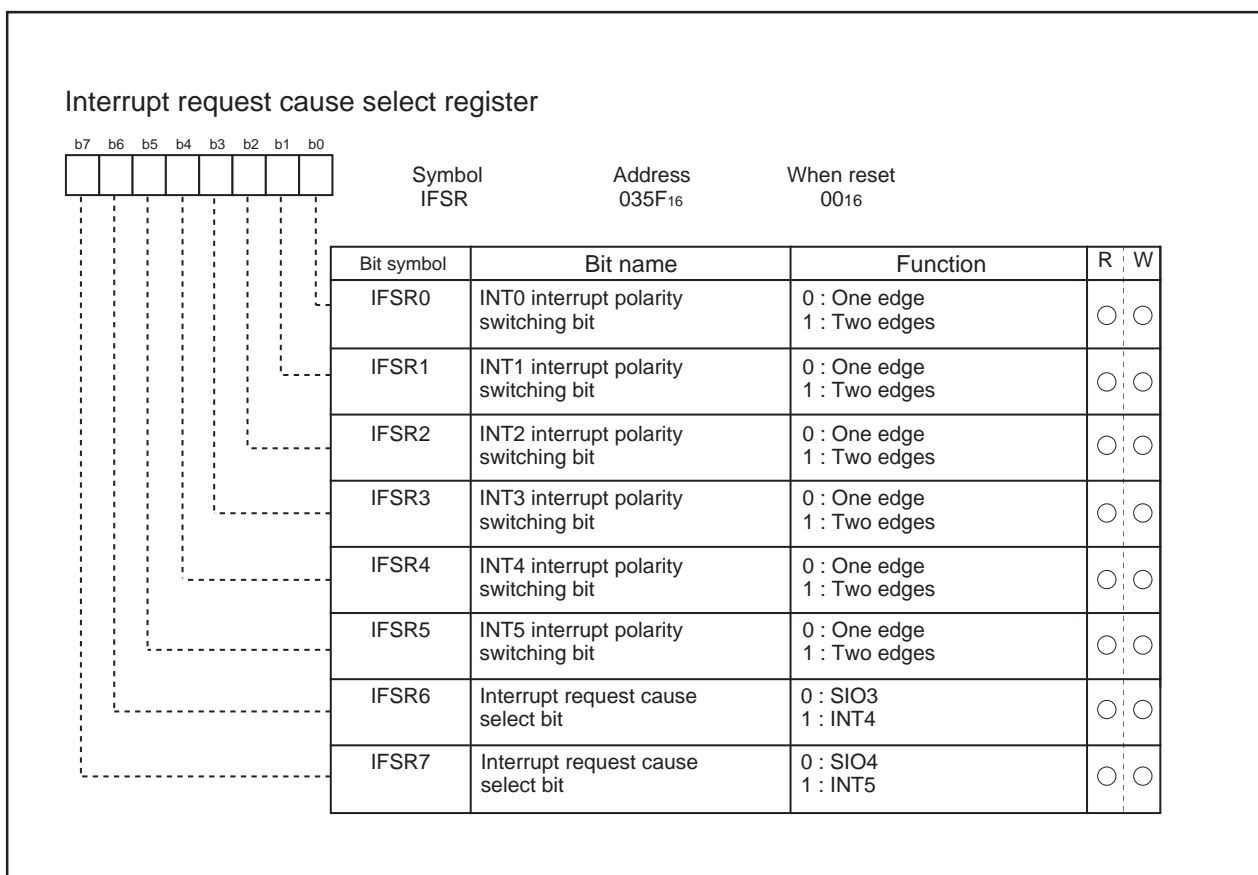 Interrupt request cause select register
b7 b6 b5 b4 b3 b2 b1 b0
Symbol Address When reset
IFSR 035F16 0016
Bit symbol Bit name Function R W
IFSR0 INT0 interrupt polarity 0 : One edge
switching bit 1 : Two edges
IFSR1 INT1 interrupt polarity 0 : One edge
switching bit 1 : Two edges
IFSR2 INT2 interrupt polarity 0 : One edge
switching bit 1 : Two edges
IFSR3 INT3 interrupt polarity 0 : One edge
switching bit 1 : Two edges
IFSR4 INT4 interrupt polarity 0 : One edge
switching bit 1 : Two edges
IFSR5 INT5 interrupt polarity 0 : One edge
switching bit 1 : Two edges
IFSR6 Interrupt request cause 0 : SIO3
select bit 1 : INT4
IFSR7 Interrupt request cause 0 : SIO4
select bit 1 : INT5